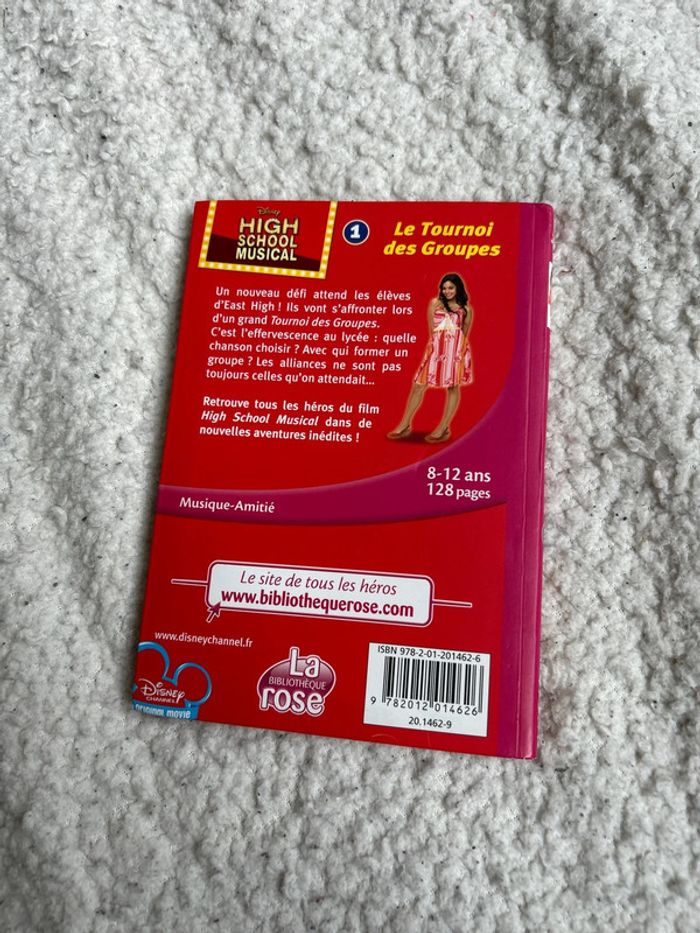 Disney
HIGH
SCHOOL
MUSICAL
1
Le Tournoi
des Groupes
Un nouveau défi attend les élèves
d'East High ! Ils vont s'affronter lors
d'un grand Tournoi des Groupes.
C'est l'effervescence au lycée : quelle
chanson choisir ? Avec qui former un
groupe ? Les alliances ne sont pas
toujours celles qu'on attendait...
Retrouve tous les héros du film
High School Musical dans de
nouvelles aventures inédites !
8-12 ans
128 pages
Musique-Amitié
Le site de tous les héros
www.bibliothequerose.com
www.disneychannel.fr
Disney
CHANNEL
ORIGINAL MOVIE
La
BIBLIOTHÈQUE
rose
ISBN 978-2-01-201462-6
9 782012 014626
20.1462-9